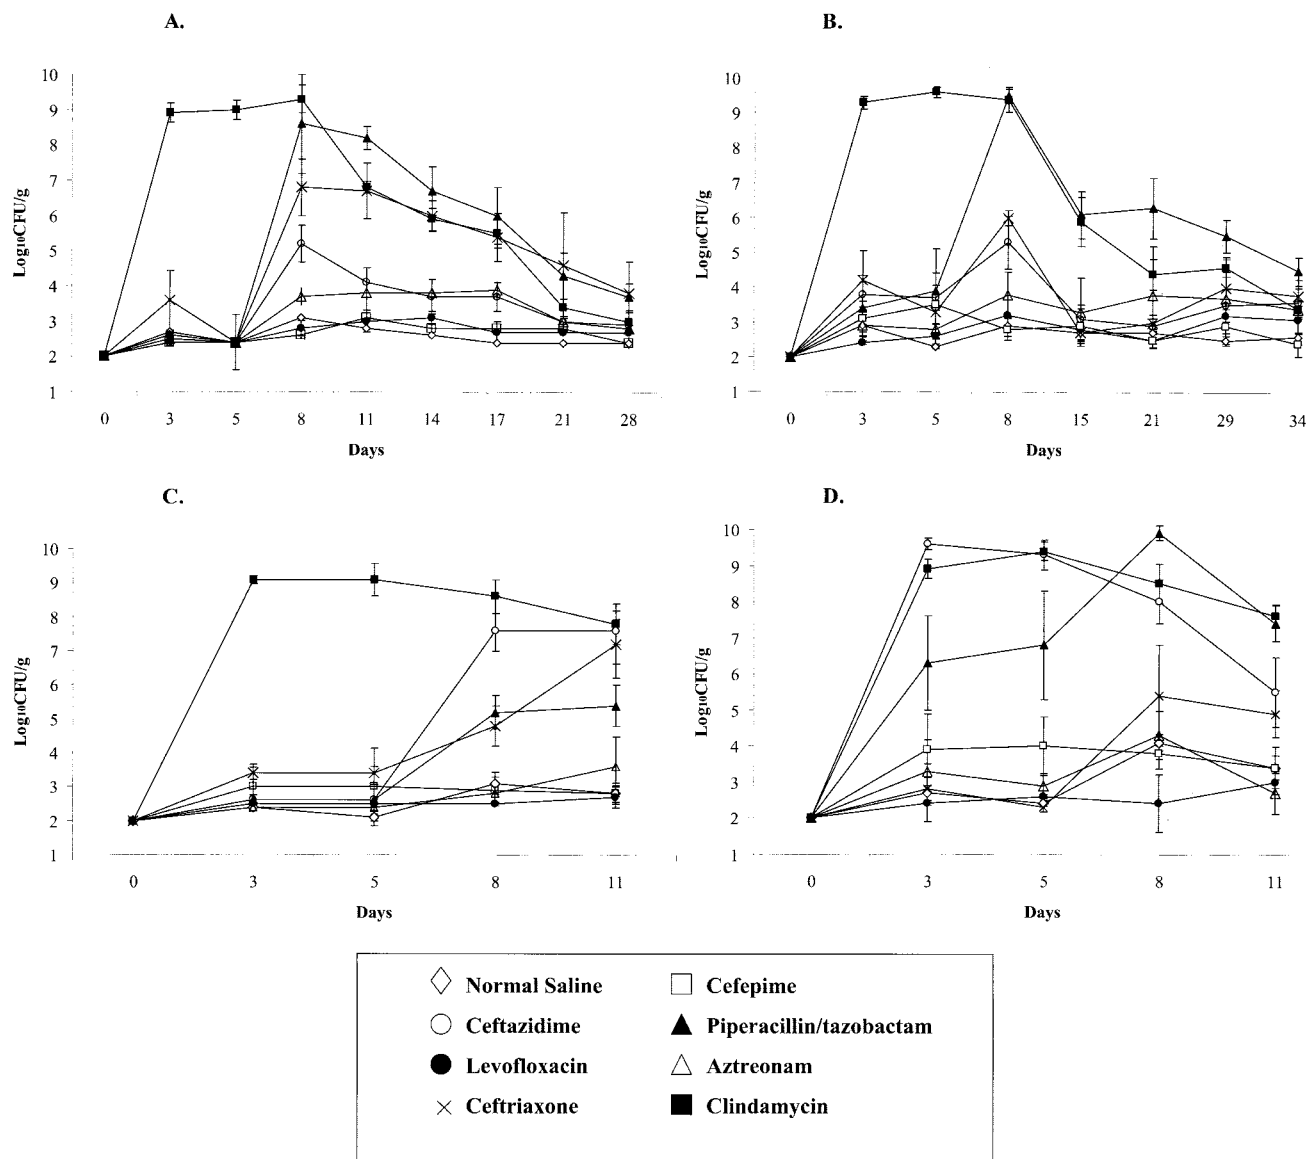 A.
10
9
8
7
6
5
4
3
2
1
Log10CFU/g
0 3 5 8 11 14 17 21 28
Days
B.
10
9
8
7
6
5
4
3
2
1
Log10CFU/g
0 3 5 8 15 21 29 34
Days
C.
10
9
8
7
6
5
4
3
2
1
Log10CFU/g
0 3 5 8 11
Days
D.
10
9
8
7
6
5
4
3
2
1
Log10CFU/g
0 3 5 8 11
Days
Normal Saline
Ceftazidime
Levofloxacin
Ceftriaxone
Cefepime
Piperacillin/tazobactam
Aztreonam
Clindamycin